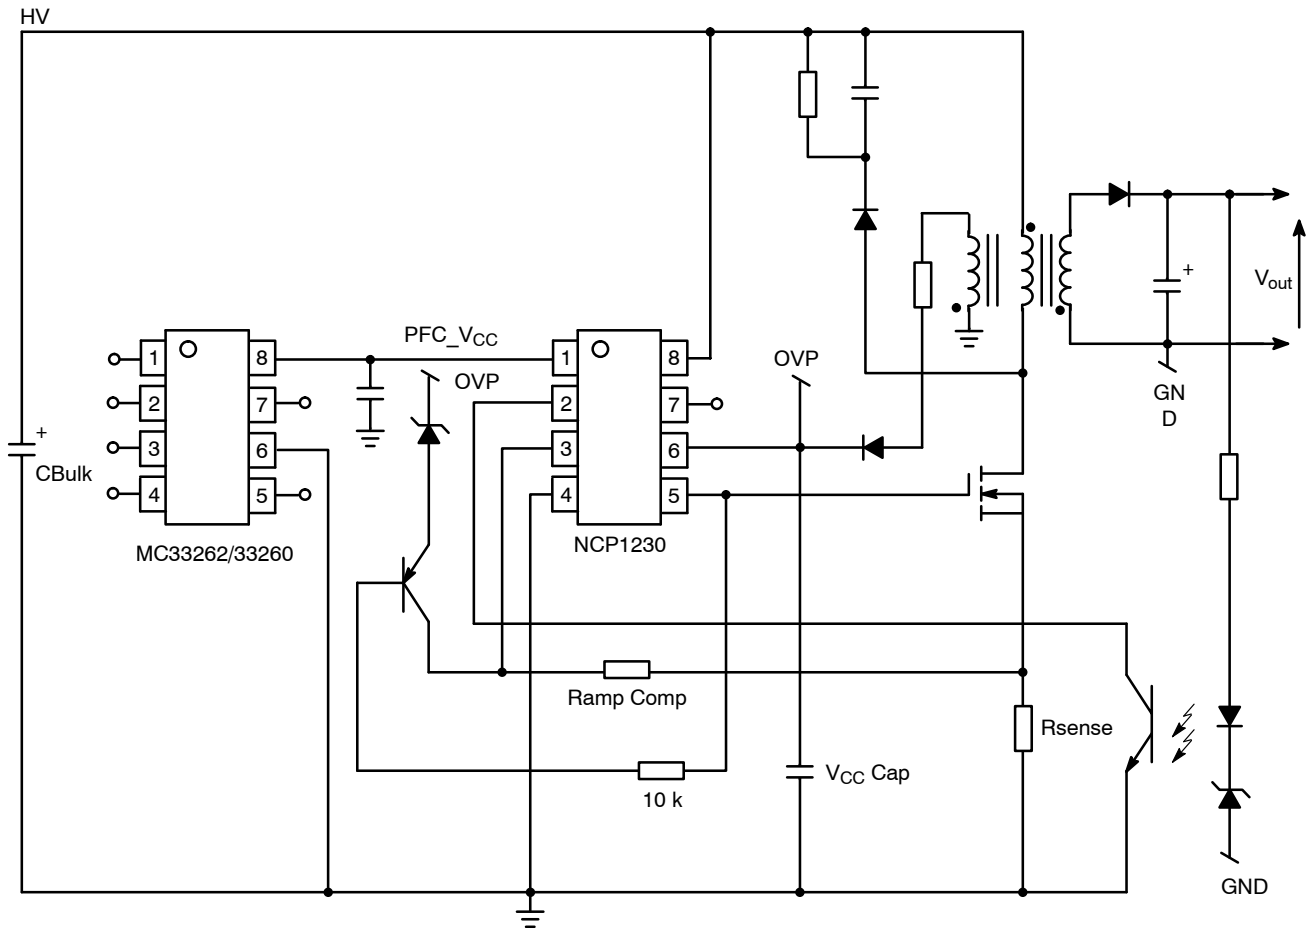 HV
+
CBulk
1
2
3
4
8
7
6
5
MC33262/33260
PFC_VCC
OVP
1
2
3
4
8
7
6
5
NCP1230
OVP
+
Vout
GN
D
Ramp Comp
10 k
VCC Cap
Rsense
GND